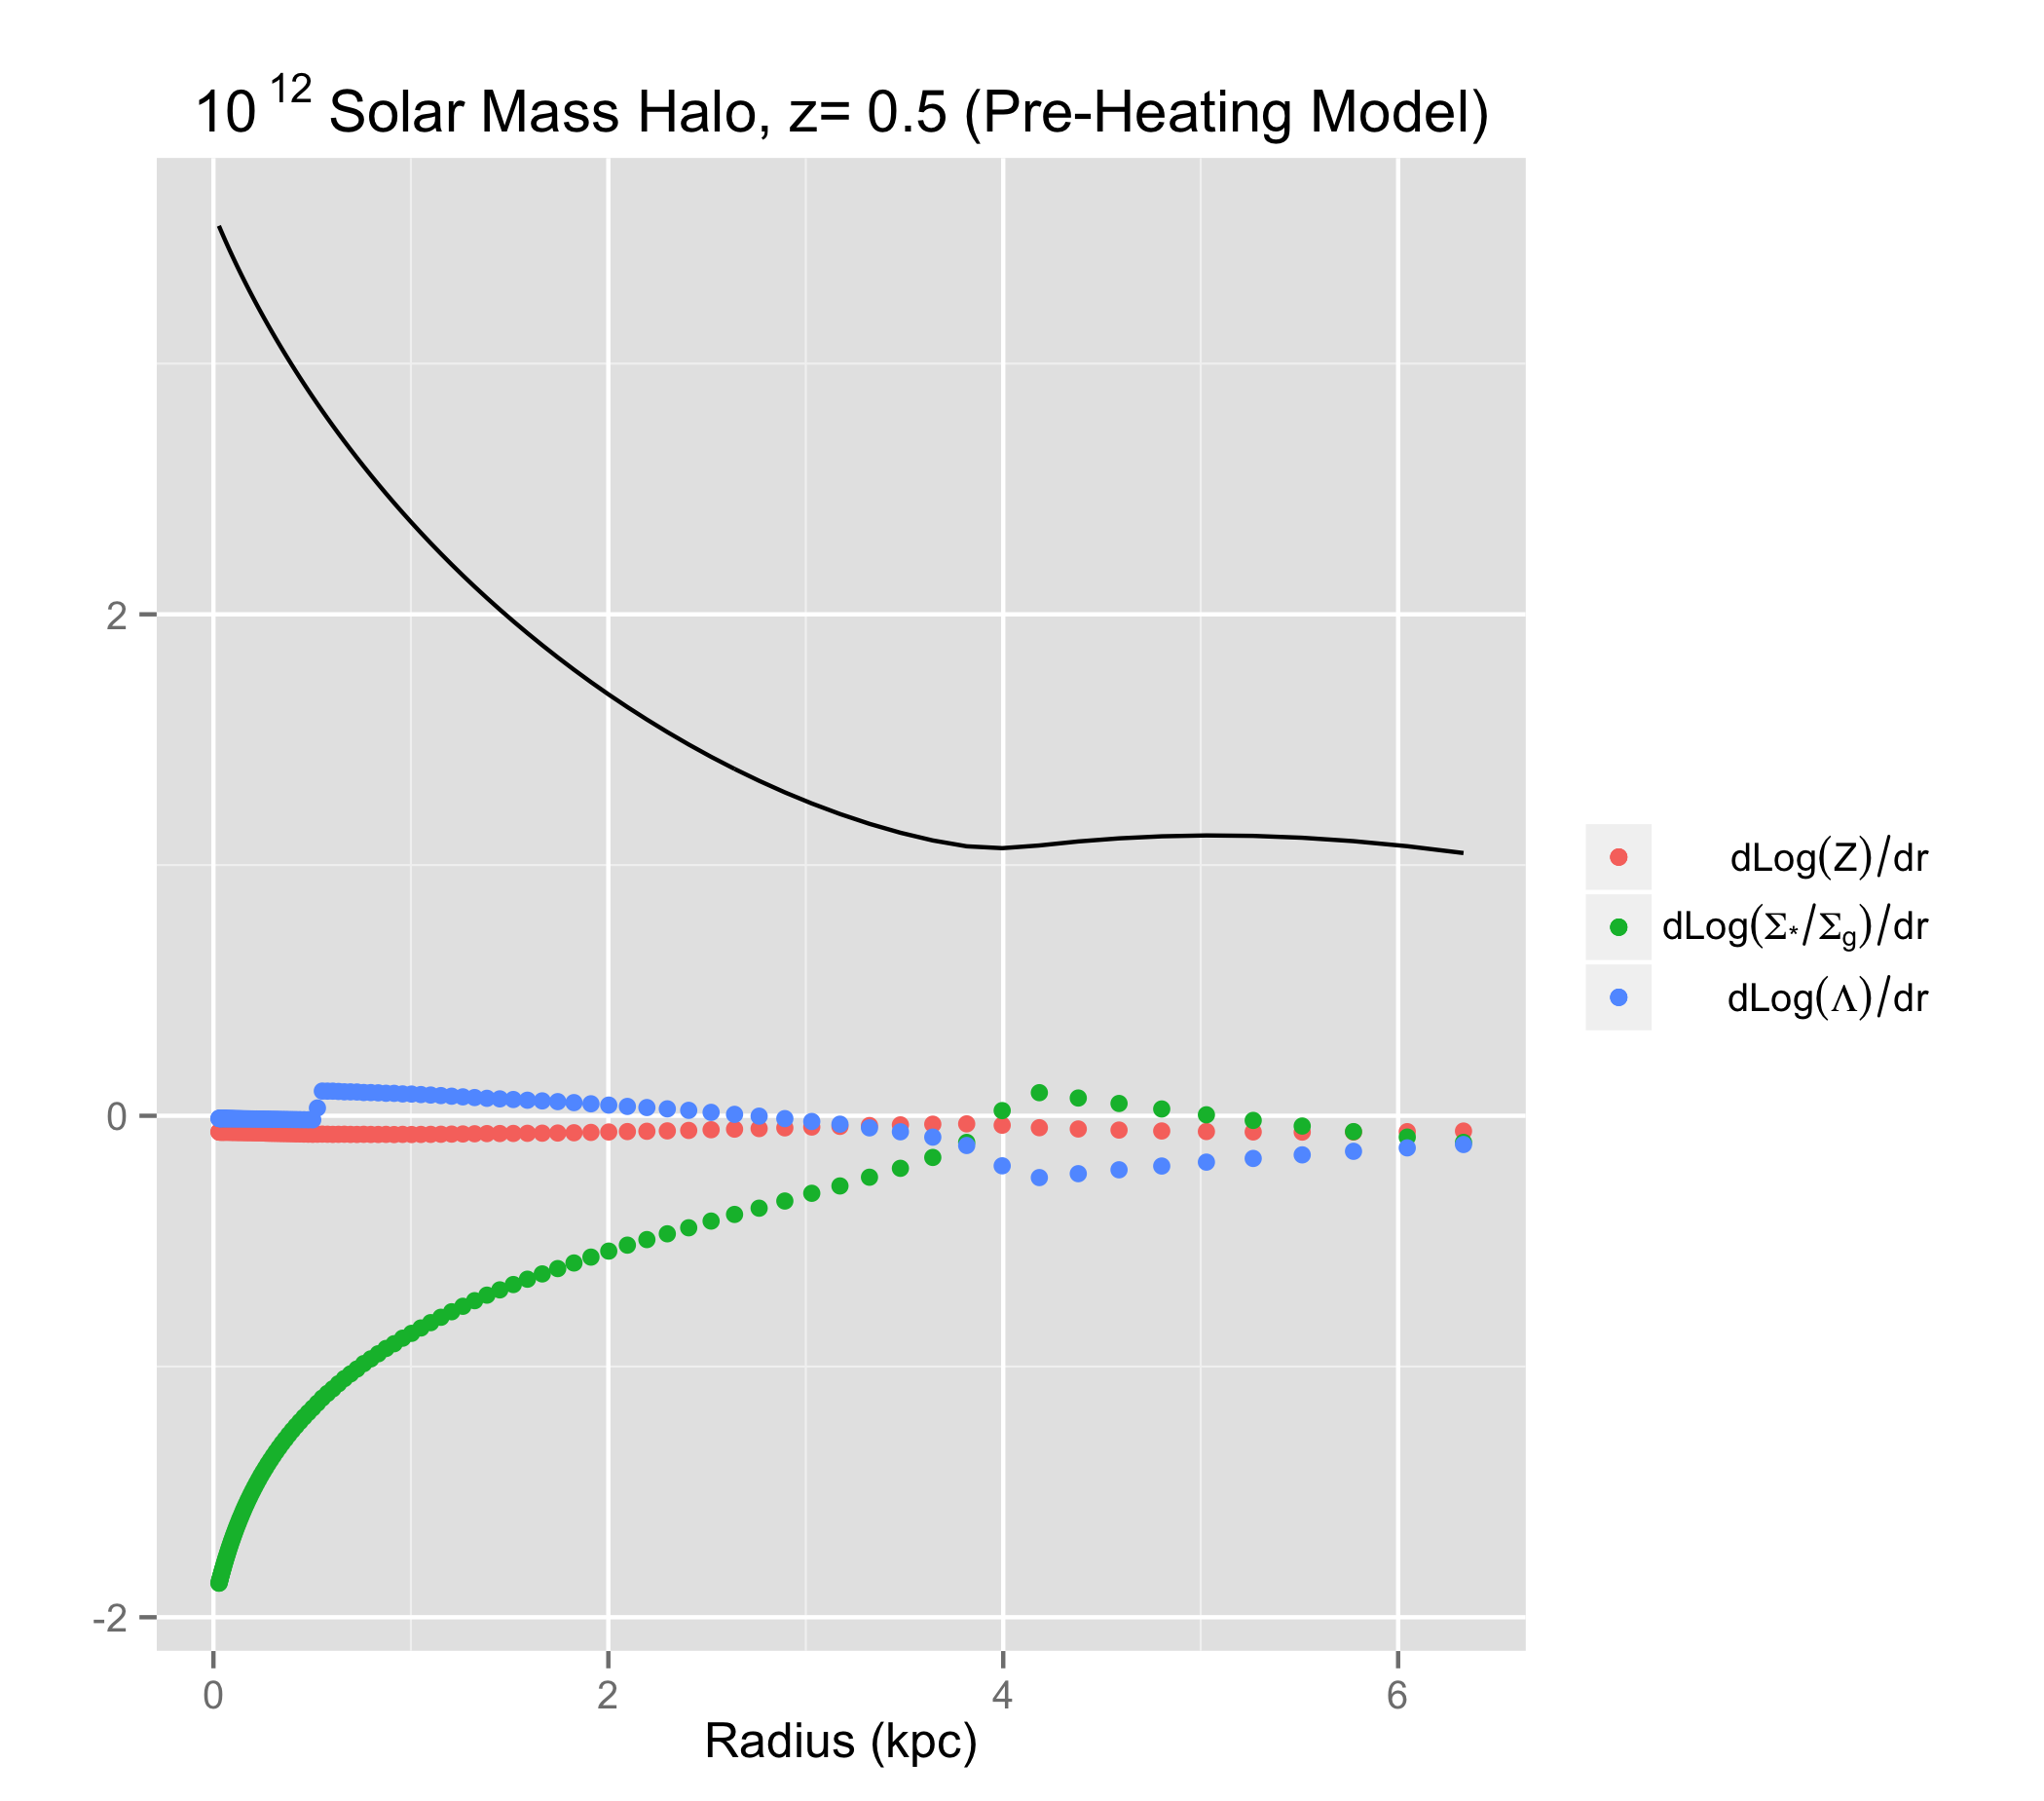 10^12 Solar Mass Halo, z= 0.5 (Pre-Heating Model)
2
0
-2
0 2 4 6
Radius (kpc)
dLog(Z)/dr
dLog(Σ*/Σg)/dr
dLog(Λ)/dr